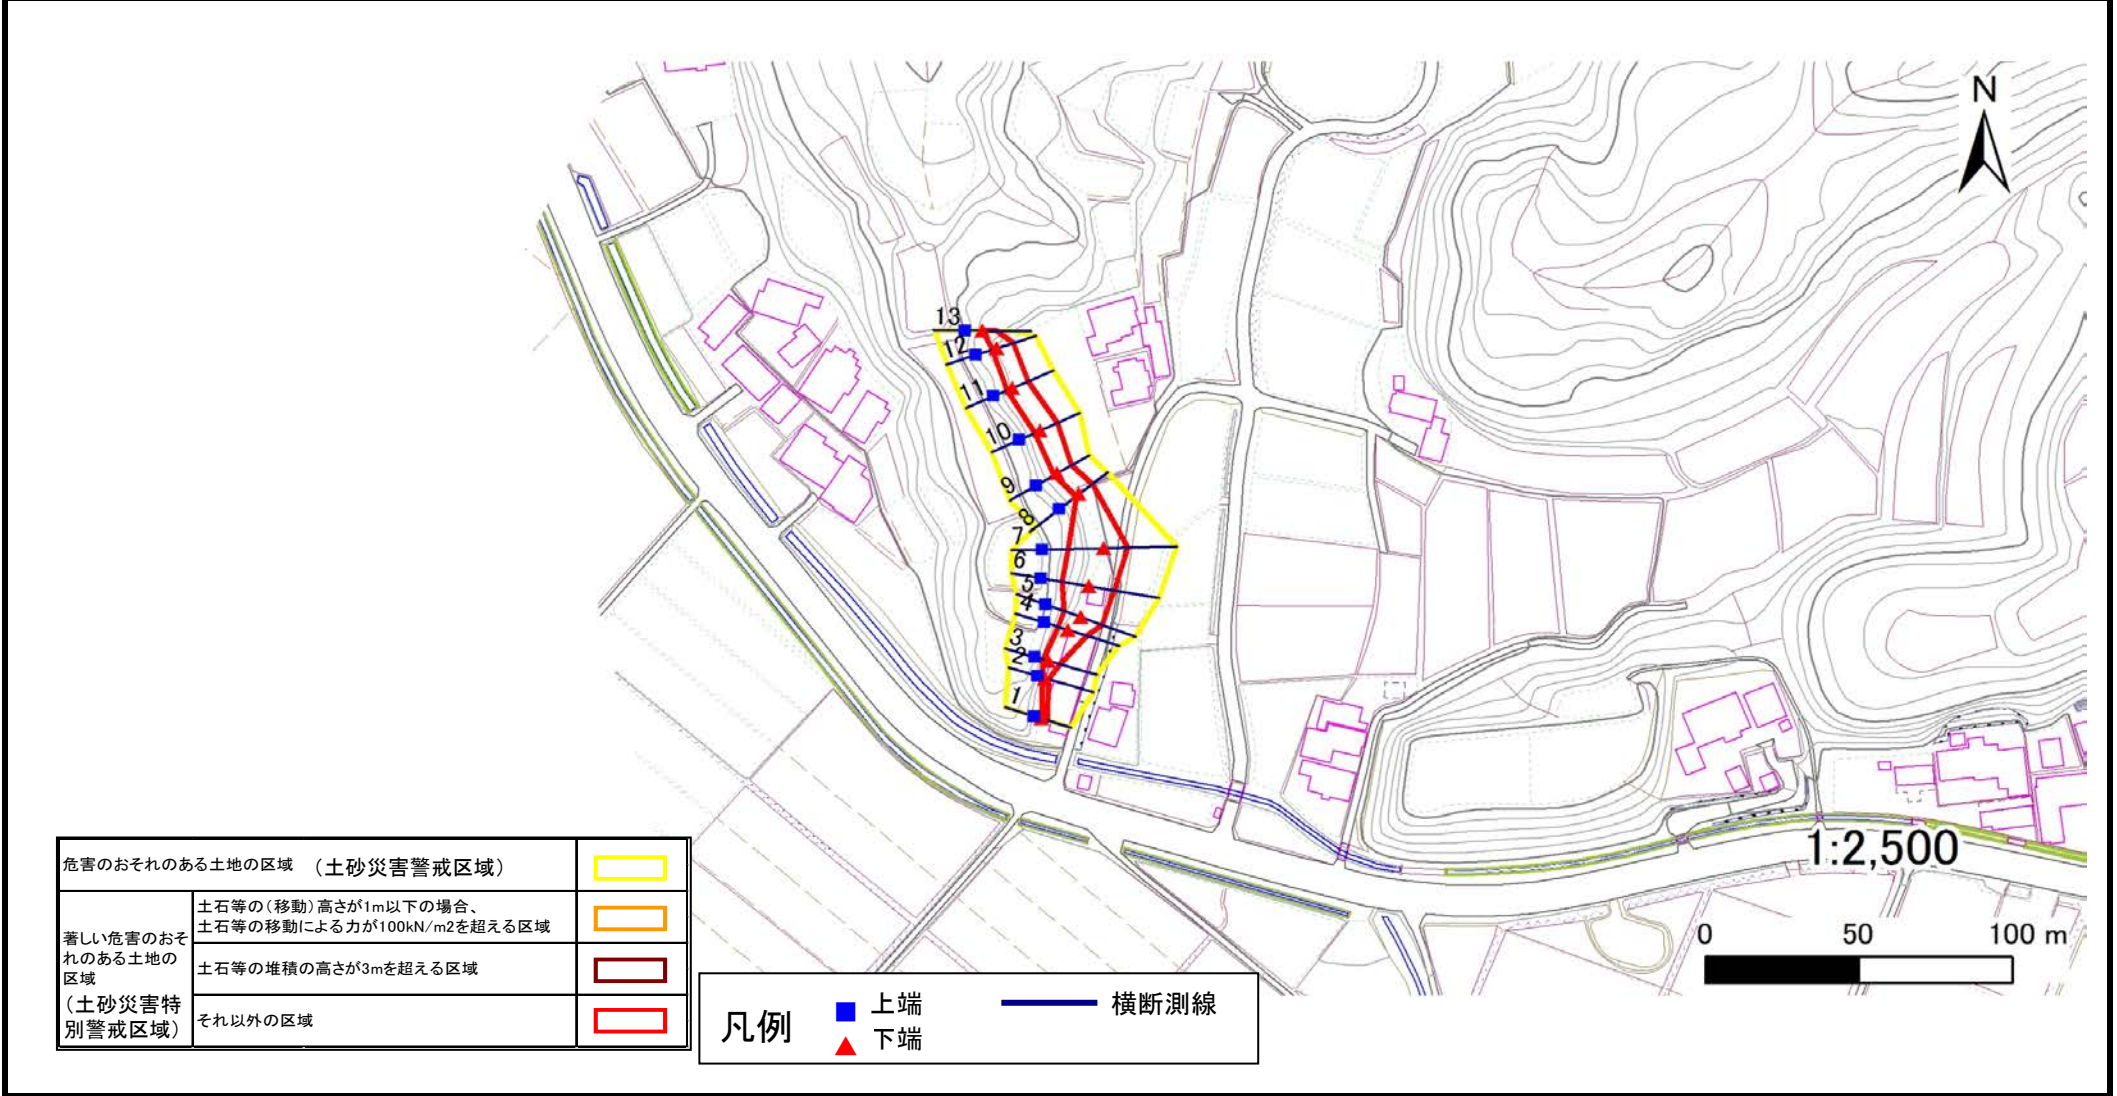 N
13
12
11
10
9
8
7
6
5
4
3
2
1
1:2,500
0 50 100 m
危害のおそれのある土地の区域 （土砂災害警戒区域）
著しい危害のおそ
れのある土地の
区域
（土砂災害特
別警戒区域）
土石等の（移動）高さが1m以下の場合、
土石等の移動による力が100kN/m2を超える区域
土石等の堆積の高さが3mを超える区域
それ以外の区域
凡例
上端
下端
横断測線